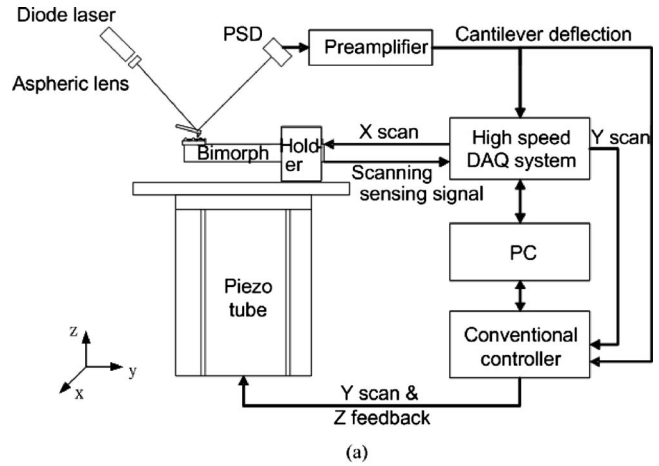 Diode laser
PSD
Preamplifier
Cantilever deflection
Aspheric lens
X scan
High speed
DAQ system
Y scan
Bimorph
Hold-
er
Scanning
sensing signal
PC
Piezo
tube
Conventional
controller
z
y
x
Y scan &
Z feedback
(a)